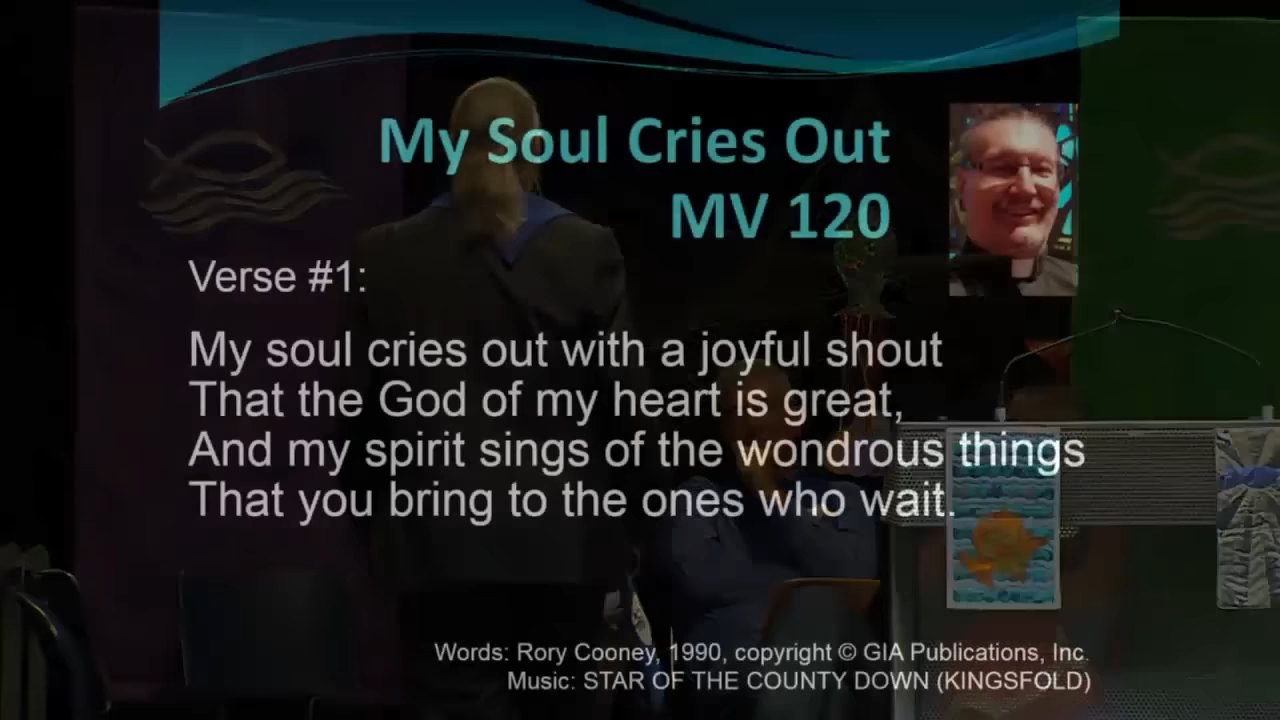 My Soul Cries Out
MV 120
Verse #1:
My soul cries out with a joyful shout
That the God of my heart is great,
And my spirit sings of the wondrous things
That you bring to the ones who wait.
Words: Rory Cooney, 1990, copyright © GIA Publications, Inc.
Music: STAR OF THE COUNTY DOWN (KINGSFOLD)